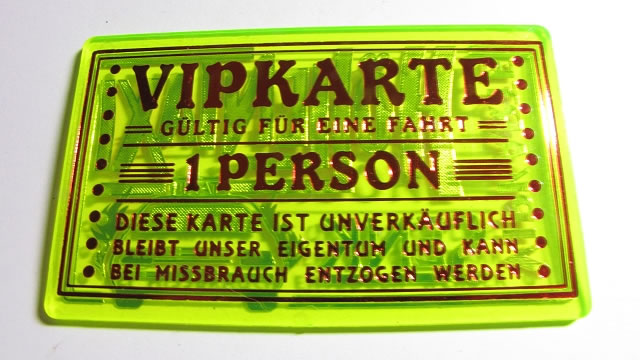 VIPKARTE
GÜLTIG FÜR EINE FAHRT
1 PERSON
DIESE KARTE IST UNVERKÄUFLICH
BLEIBT UNSER EIGENTUM UND KANN
BEI MISSBRAUCH ENTZOGEN WERDEN